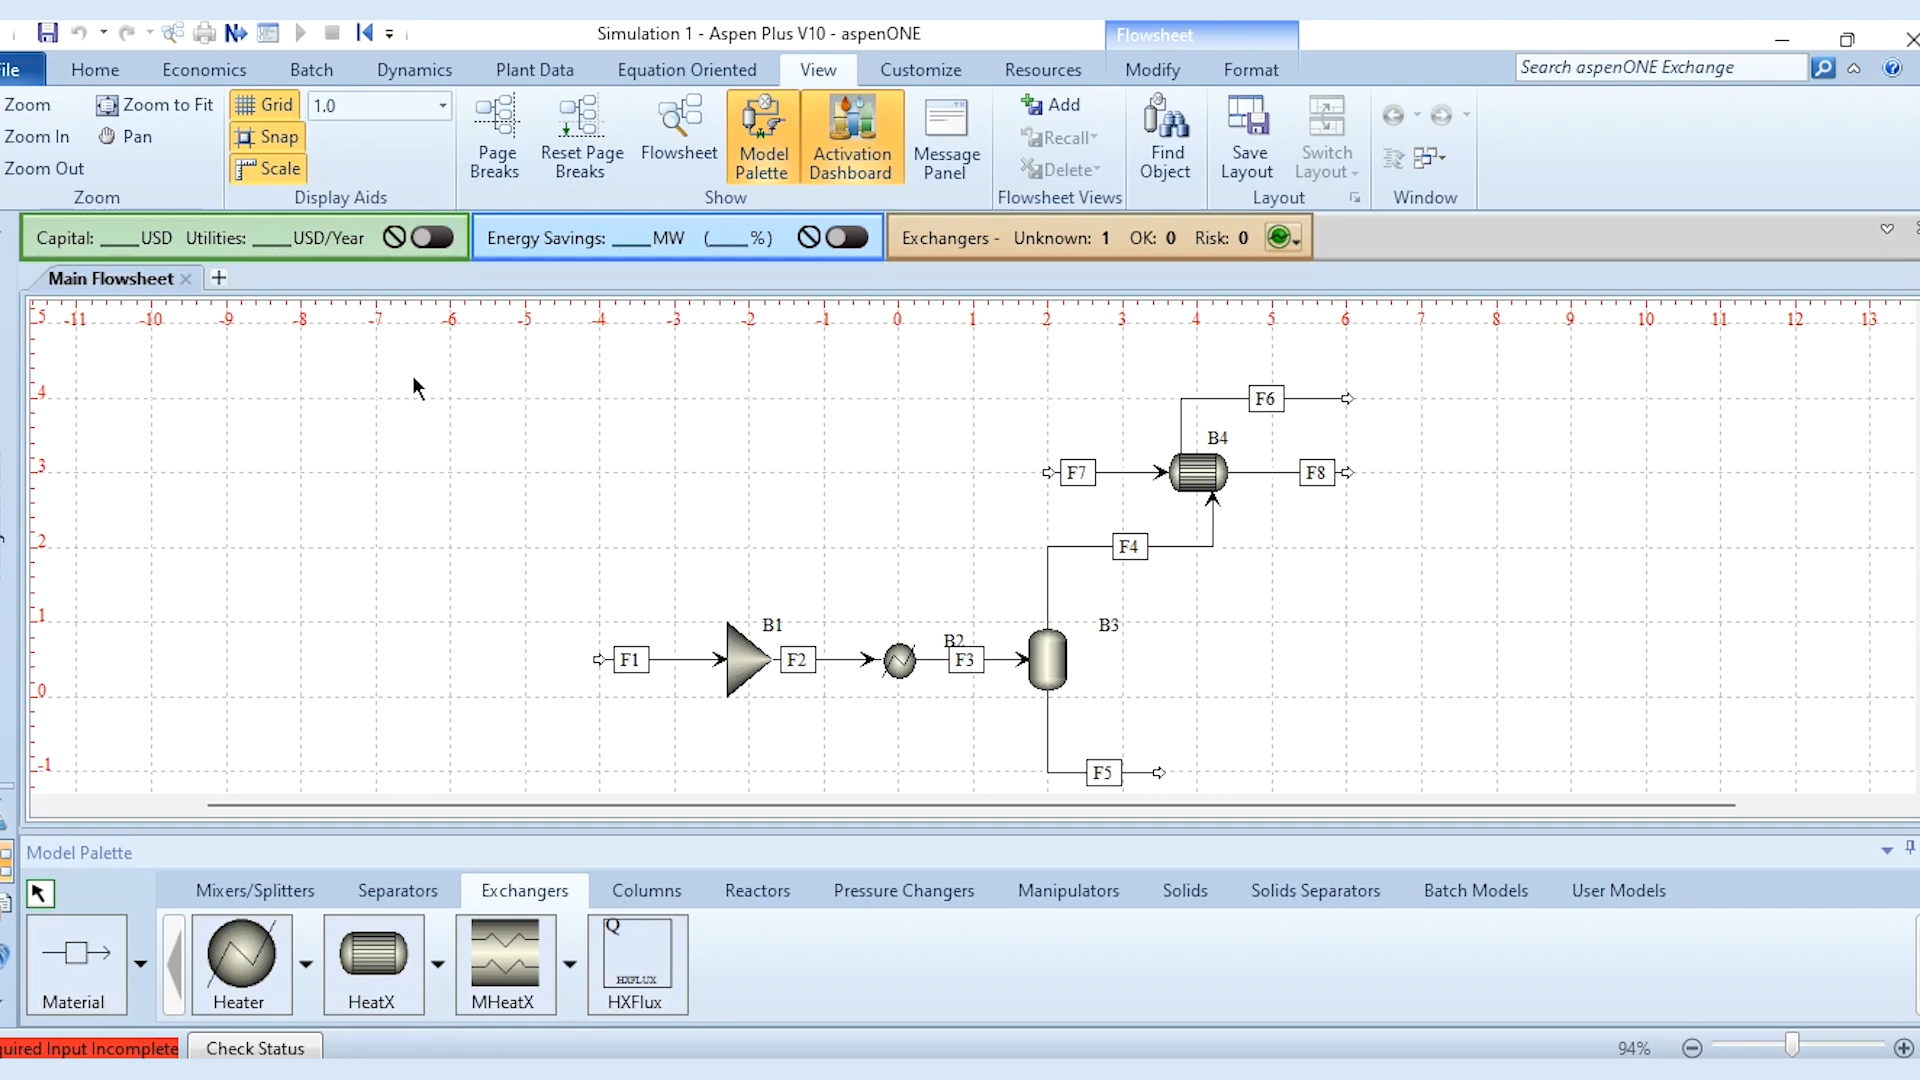 Simulation 1 - Aspen Plus V10 - aspenONE
Flowsheet
ile
Home
Economics
Batch
Dynamics
Plant Data
Equation Oriented
View
Customize
Resources
Modify
Format
Search aspenONE Exchange
Zoom
Zoom to Fit
Grid
1.0
Zoom In
Pan
Snap
Zoom Out
Scale
Page Breaks
Reset Page Breaks
Flowsheet
Model Palette
Activation Dashboard
Message Panel
Add
Recall
Delete
Find Object
Save Layout
Switch Layout
Zoom
Display Aids
Show
Flowsheet Views
Layout
Window
Capital: ____USD Utilities: ____USD/Year
Energy Savings: ____MW (____%)
Exchangers - Unknown: 1 OK: 0 Risk: 0
Main Flowsheet
+
5 -11 -10 -9 -8 -7 -6 -5 -4 -3 -2 -1 0 1 2 3 4 5 6 7 8 9 10 11 12 13
4
F6
B4
3
F7
F8
2
F4
1
B1
B2
B3
F1
F2
F3
0
-1
F5
Model Palette
Mixers/Splitters
Separators
Exchangers
Columns
Reactors
Pressure Changers
Manipulators
Solids
Solids Separators
Batch Models
User Models
Q
HXFLUX
Material
Heater
HeatX
MHeatX
HXFlux
quired Input Incomplete
Check Status
94%